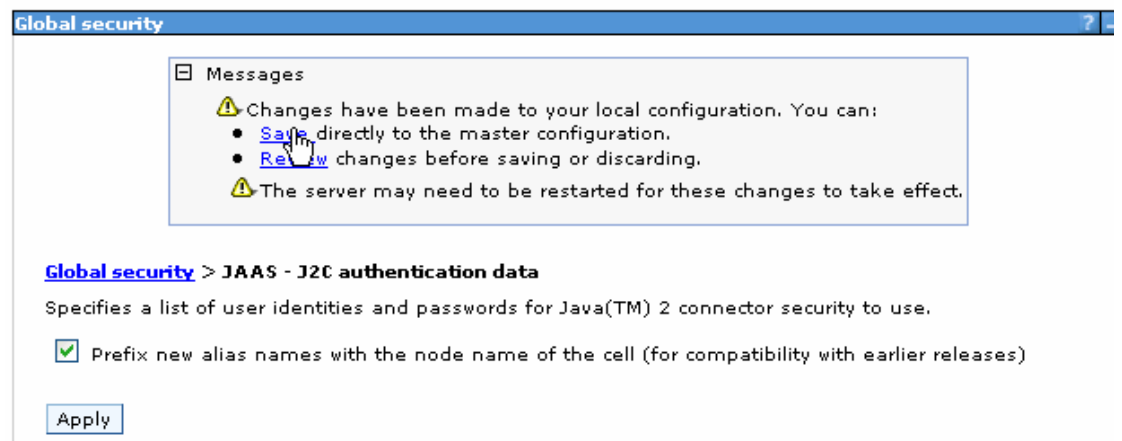 Global security ? -
Messages
Changes have been made to your local configuration. You can:
• Save directly to the master configuration.
• Review changes before saving or discarding.
The server may need to be restarted for these changes to take effect.
Global security > JAAS - J2C authentication data
Specifies a list of user identities and passwords for Java(TM) 2 connector security to use.
Prefix new alias names with the node name of the cell (for compatibility with earlier releases)
Apply